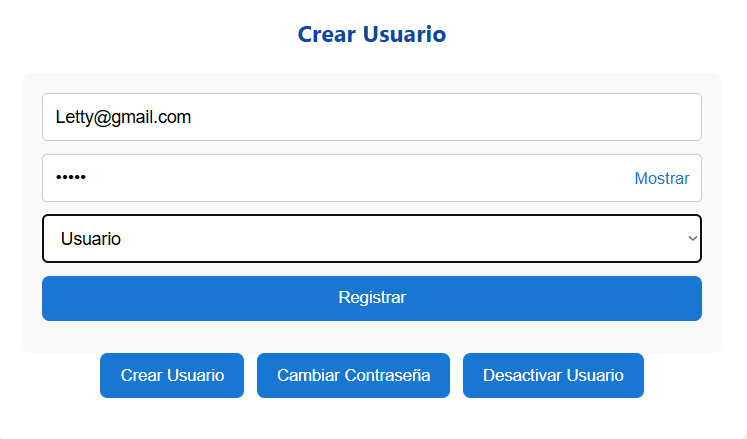 Crear Usuario
Letty@gmail.com
•••••
Mostrar
Usuario
Registrar
Crear Usuario
Cambiar Contraseña
Desactivar Usuario